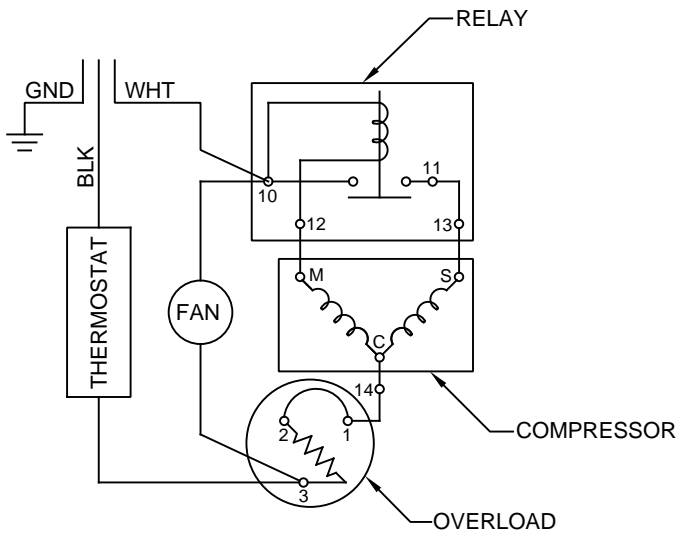 RELAY
GND
WHT
BLK
10
11
12
13
THERMOSTAT
FAN
M
S
C
14
2
1
3
COMPRESSOR
OVERLOAD